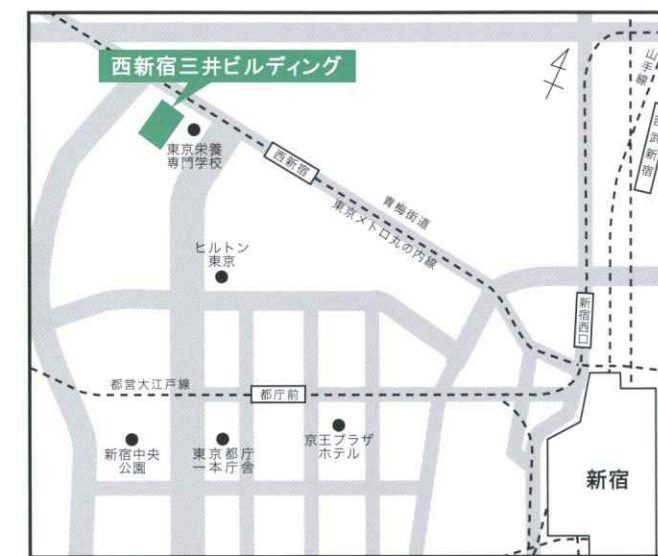 西新宿三井ビルディング
山手線
西武新宿
東京栄養
専門学校
西新宿
青梅街道
東京メトロ丸の内線
ヒルトン
東京
新宿西口
都営大江戸線
都庁前
新宿中央
公園
東京都庁
一本庁舎
京王プラザ
ホテル
新宿